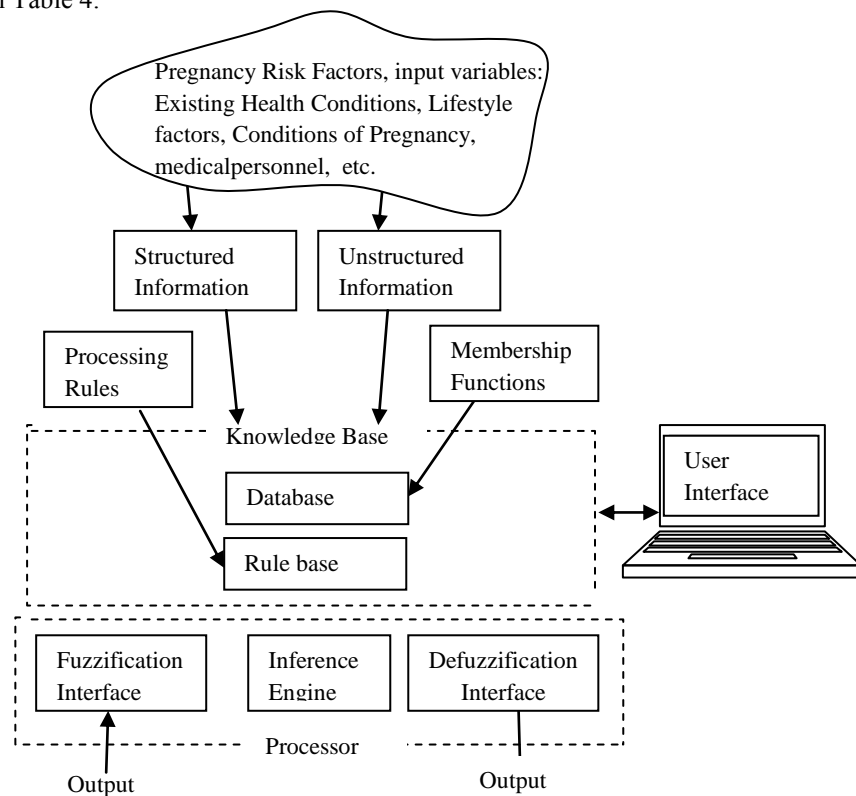 Table 4.
Pregnancy Risk Factors, input variables:
Existing Health Conditions, Lifestyle
factors, Conditions of Pregnancy,
medicalpersonnel, etc.
Structured
Information
Unstructured
Information
Processing
Rules
Membership
Functions
Knowledge Base
User
Interface
Database
Rule base
Fuzzification
Interface
Inference
Engine
Defuzzification
Interface
Processor
Output
Output